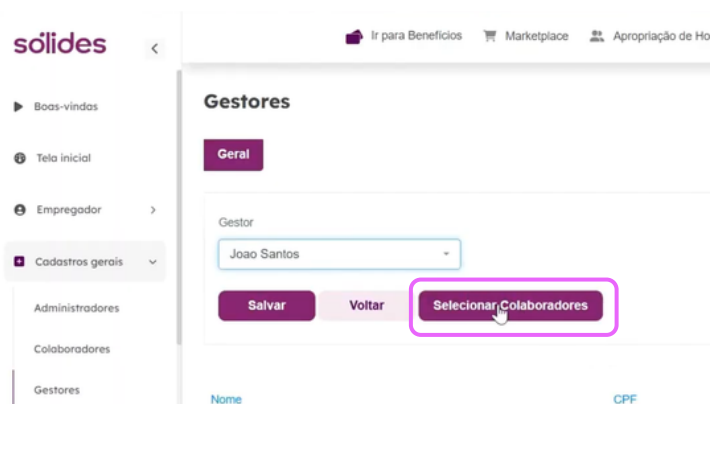 sólides
Ir para Benefícios
Marketplace
Apropriação de Ho
Boas-vindas
Tela inicial
Empregador
Cadastros gerais
Administradores
Colaboradores
Gestores
Gestores
Geral
Gestor
Joao Santos
Salvar
Voltar
Selecionar Colaboradores
Nome
CPF